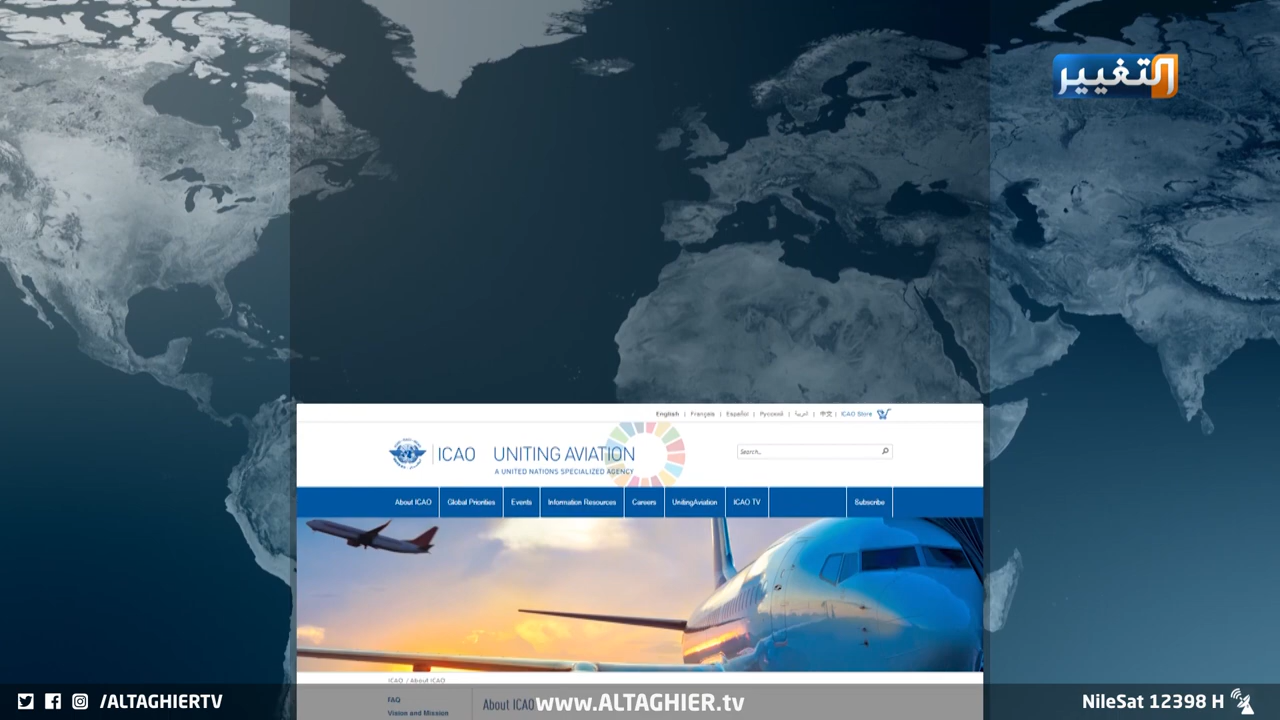 التغيير
English | Français | Español | Русский | العربية | 中文 | ICAO Store
ICAO UNITING AVIATION
A UNITED NATIONS SPECIALIZED AGENCY
Search...
About ICAO Global Priorities Events Information Resources Careers UnitingAviation ICAO TV Subscribe
ICAO / About ICAO
FAQ
Vision and Mission
About ICAO
/ALTAGHIERTV
www.ALTAGHIER.tv
NileSat 12398 H